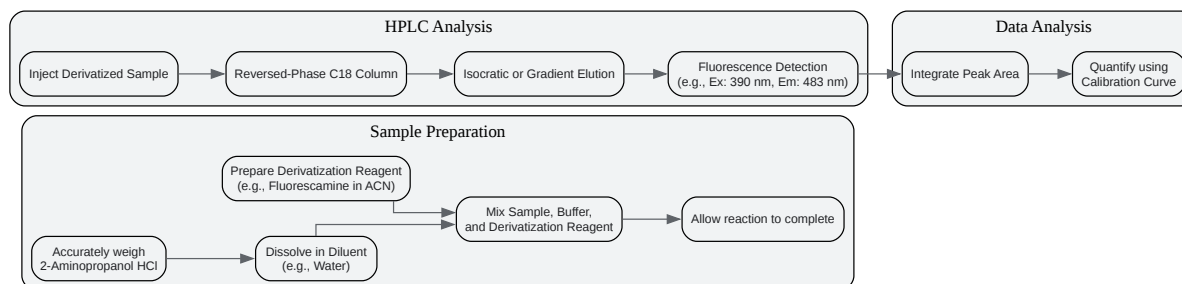 HPLC Analysis
Inject Derivatized Sample
Reversed-Phase C18 Column
Isocratic or Gradient Elution
Fluorescence Detection
(e.g., Ex: 390 nm, Em: 483 nm)
Data Analysis
Integrate Peak Area
Quantify using
Calibration Curve
Sample Preparation
Prepare Derivatization Reagent
(e.g., Fluorescamine in ACN)
Mix Sample, Buffer,
and Derivatization Reagent
Allow reaction to complete
Accurately weigh
2-Aminopropanol HCl
Dissolve in Diluent
(e.g., Water)